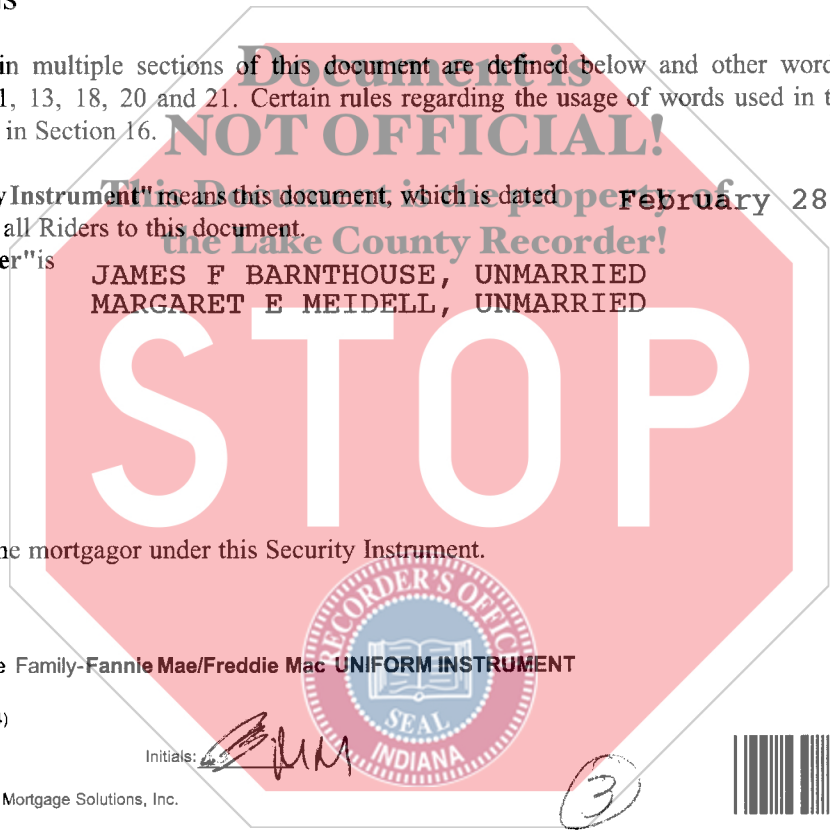 S
in multiple sections of this document are defined below and other word
1, 13, 18, 20 and 21. Certain rules regarding the usage of words used in t
in Section 16.
Document is
NOT OFFICIAL!
This Document is the property of
the Lake County Recorder!
y Instrument" means this document, which is dated February 28
all Riders to this document.
er" is
JAMES F BARNTHOUSE, UNMARRIED
MARGARET E MEIDELL, UNMARRIED
STOP
he mortgagor under this Security Instrument.
RECORDER'S OFFICE
SEAL
INDIANA
e Family-Fannie Mae/Freddie Mac UNIFORM INSTRUMENT
)
Initials:
Mortgage Solutions, Inc.
3